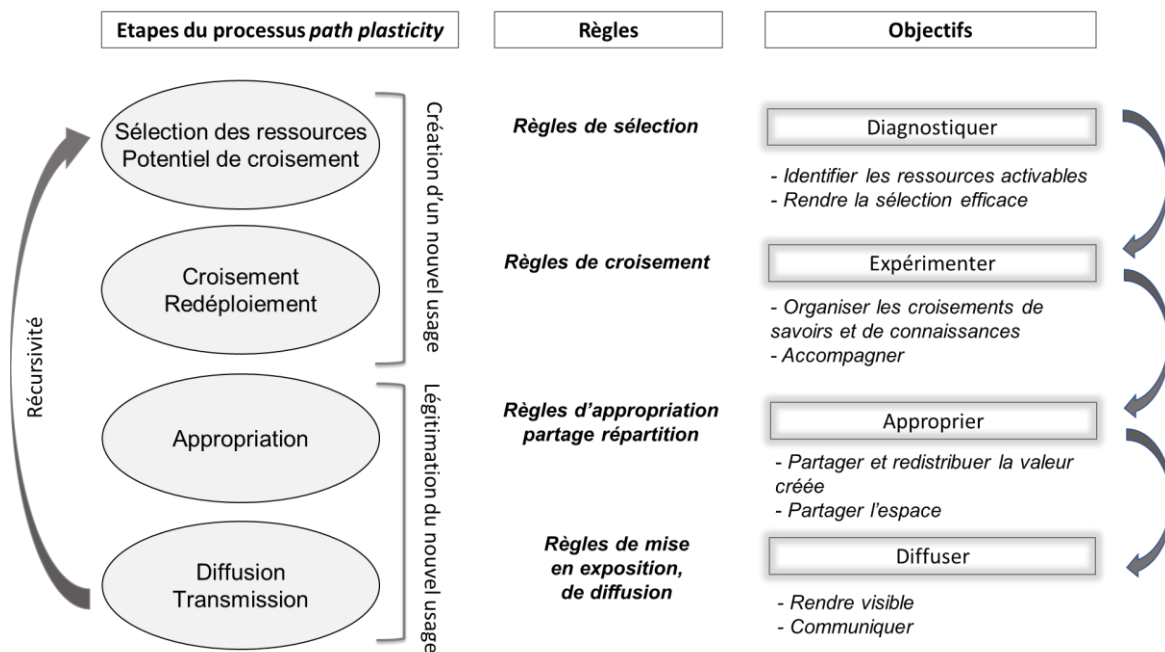 Etapes du processus path plasticity
Règles
Objectifs
Sélection des ressources
Potentiel de croisement
Création d'un nouvel usage
Règles de sélection
Diagnostiquer
- Identifier les ressources activables
- Rendre la sélection efficace
Croisement
Redéploiement
Règles de croisement
Expérimenter
- Organiser les croisements de
savoirs et de connaissances
- Accompagner
Récursivité
Appropriation
Légitimation du nouvel usage
Règles d'appropriation
partage répartition
Approprier
- Partager et redistribuer la valeur
créée
- Partager l'espace
Diffusion
Transmission
Règles de mise
en exposition,
de diffusion
Diffuser
- Rendre visible
- Communiquer